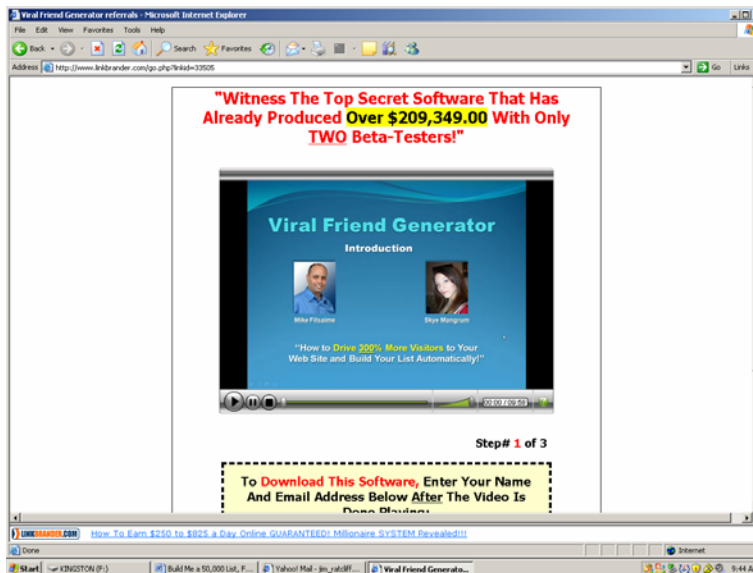 Viral Friend Generator referrals - Microsoft Internet Explorer
File Edit View Favorites Tools Help
Back Search Favorites
Address http://www.linkbrander.com/go.php?linkid=33505 Go Links
"Witness The Top Secret Software That Has
Already Produced Over $209,349.00 With Only
TWO Beta-Testers!"
Viral Friend Generator
Introduction
Mike Filsaime Skye Mangrum
"How to Drive 300% More Visitors to Your
Web Site and Build Your List Automatically!"
00:00 / 09:58
Step# 1 of 3
To Download This Software, Enter Your Name
And Email Address Below After The Video Is
Done Playing:
LINKBRANDER.COM How To Earn $250 to $825 a Day Online GUARANTEED! Millionaire SYSTEM Revealed!!!
Done Internet
Start KINGSTON (F:) Build Me a 50,000 List, F... Yahoo! Mail - jim_ratcliff... Viral Friend Generato... 9:44 A